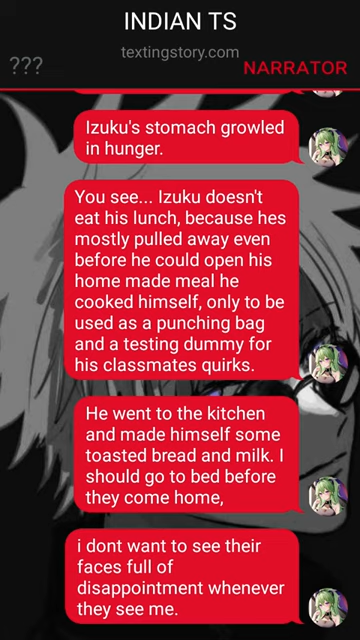 INDIAN TS
textingstory.com
???
NARRATOR
Izuku's stomach growled
in hunger.
You see... Izuku doesn't
eat his lunch, because hes
mostly pulled away even
before he could open his
home made meal he
cooked himself, only to be
used as a punching bag
and a testing dummy for
his classmates quirks.
He went to the kitchen
and made himself some
toasted bread and milk. I
should go to bed before
they come home,
i dont want to see their
faces full of
disappointment whenever
they see me.